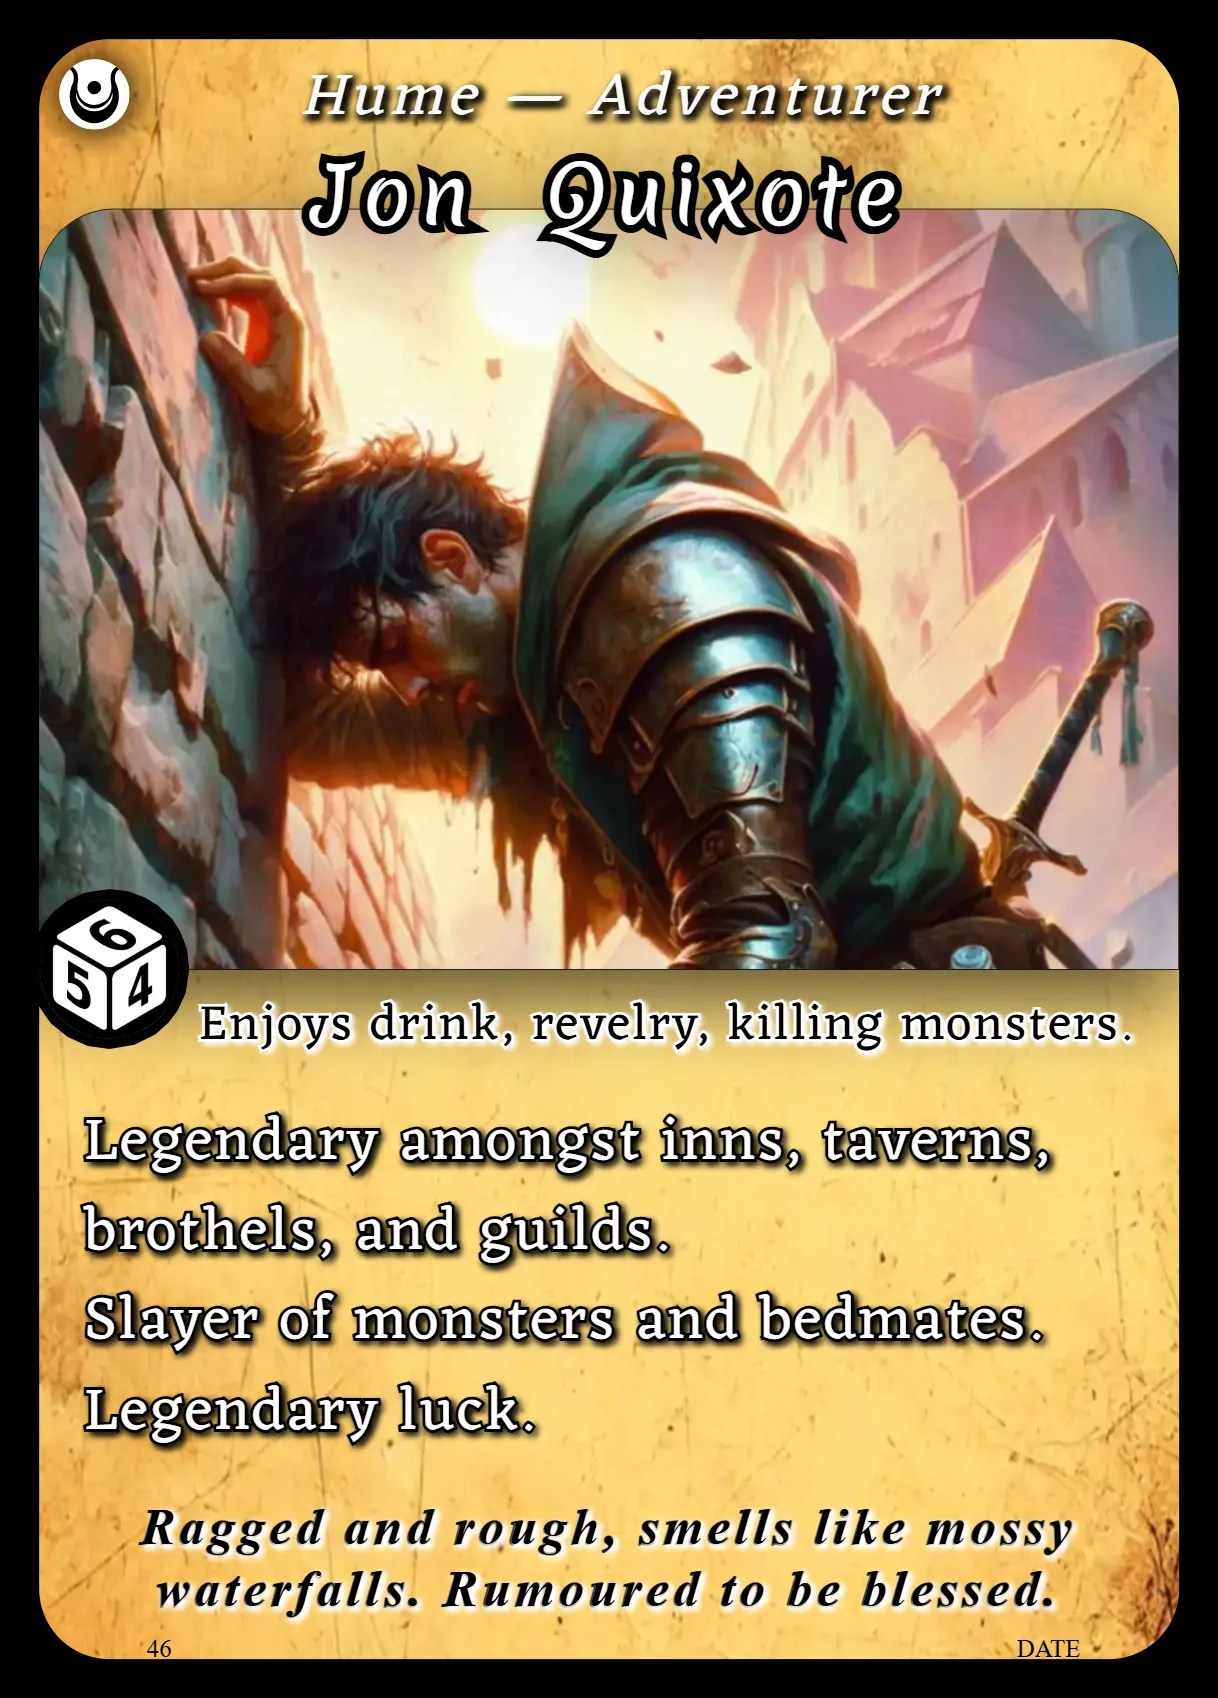 Hume — Adventurer
Jon Quixote
6
5 4
Enjoys drink, revelry, killing monsters.
Legendary amongst inns, taverns,
brothels, and guilds.
Slayer of monsters and bedmates.
Legendary luck.
Ragged and rough, smells like mossy
waterfalls. Rumoured to be blessed.
46 DATE